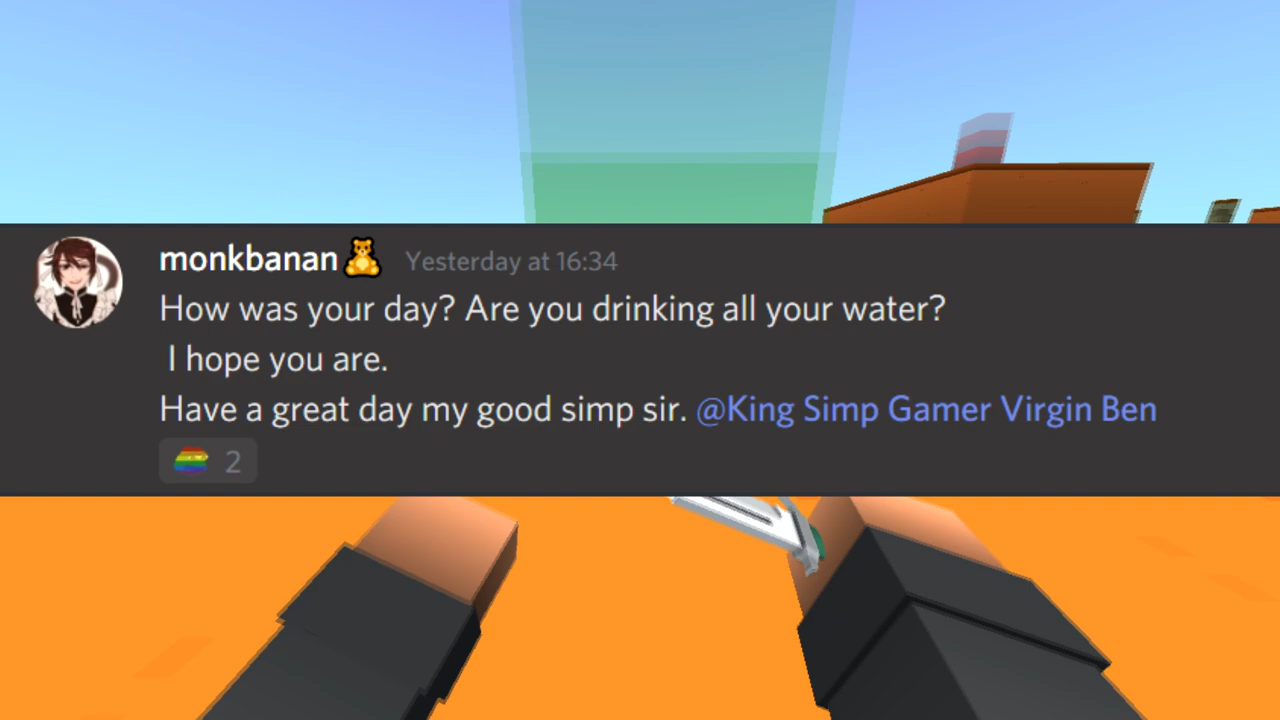 monkbanan🧸 Yesterday at 16:34
How was your day? Are you drinking all your water?
I hope you are.
Have a great day my good simp sir. @King Simp Gamer Virgin Ben
2